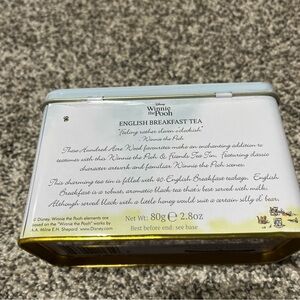 Disney
Winnie
the Pooh
ENGLISH BREAKFAST TEA
"Feeling rather eleven o'clockish"
Winnie the Pooh
These Hundred Acre Wood favourites make an enchanting addition to
teatimes with this Winnie the Pooh & Friends Tea Tin. Featuring classic
character artwork and familiar Winnie the Pooh scenes.
This charming tea tin is filled with 40 English Breakfast teabags. English
Breakfast is a robust, aromatic black tea that's best served with milk.
Although served black with a little honey would suit a certain silly ol' bear.
© Disney. Winnie the Pooh elements are
based on the "Winnie the Pooh" works by
A.A. Milne E.H. Shepard www.Disney.com
Net Wt: 80g ℮ 2.8oz
Best before end: see base